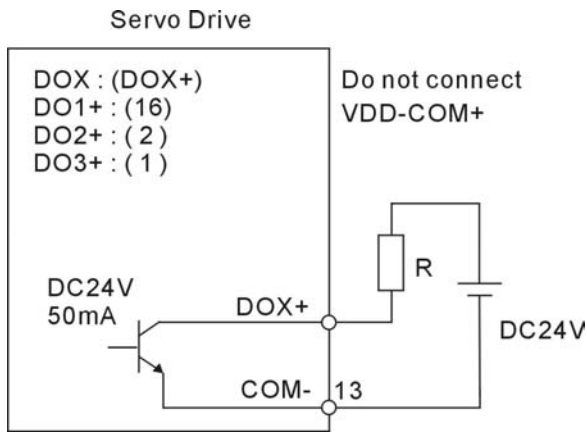 Servo Drive
DOX : (DOX+)
DO1+ : (16)
DO2+ : ( 2 )
DO3+ : ( 1 )
Do not connect
VDD-COM+
R
DC24V
50mA
DOX+
DC24V
COM- 13